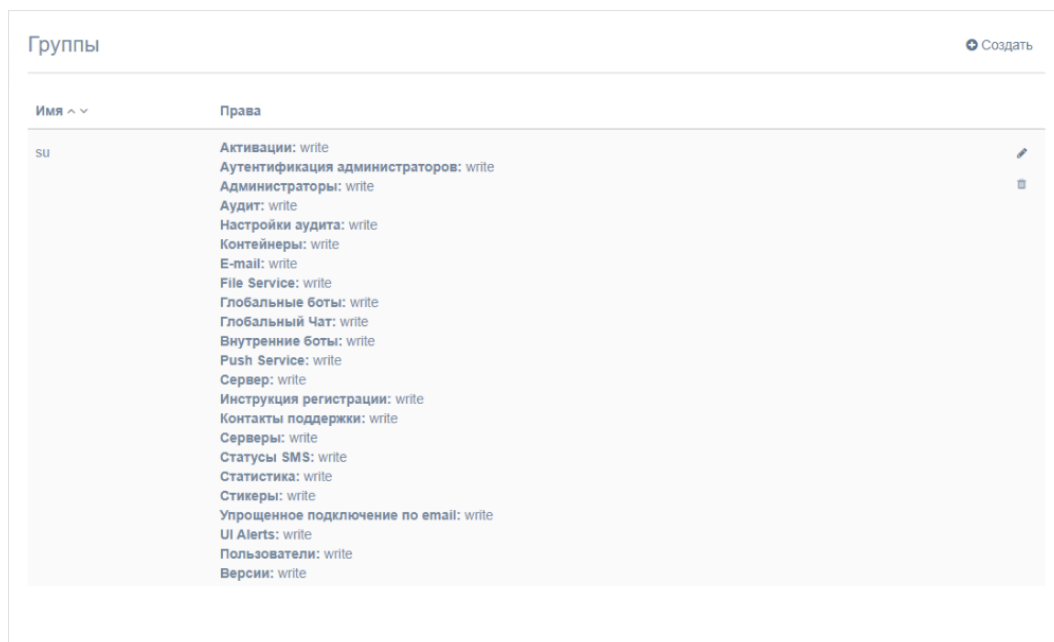 Группы
Создать
Имя Права
su Активации: write
Аутентификация администраторов: write
Администраторы: write
Аудит: write
Настройки аудита: write
Контейнеры: write
E-mail: write
File Service: write
Глобальные боты: write
Глобальный Чат: write
Внутренние боты: write
Push Service: write
Сервер: write
Инструкция регистрации: write
Контакты поддержки: write
Серверы: write
Статусы SMS: write
Статистика: write
Стикеры: write
Упрощенное подключение по email: write
UI Alerts: write
Пользователи: write
Версии: write